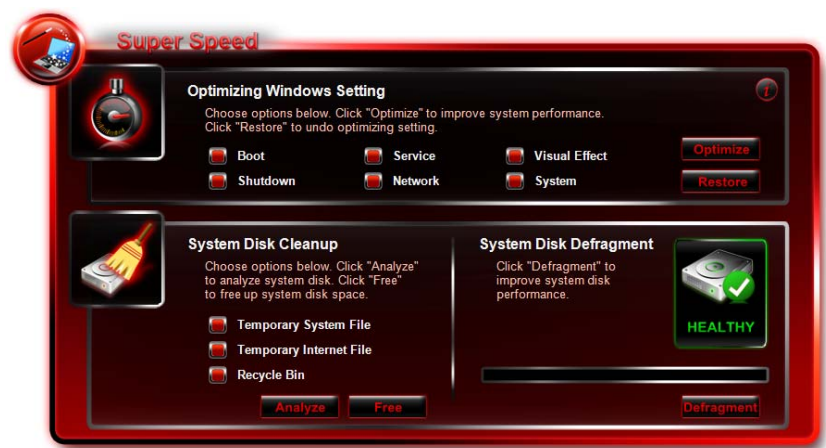 Super Speed
Optimizing Windows Setting
Choose options below. Click "Optimize" to improve system performance.
Click "Restore" to undo optimizing setting.
Boot
Service
Visual Effect
Optimize
Shutdown
Network
System
Restore
System Disk Cleanup
Choose options below. Click "Analyze"
to analyze system disk. Click "Free"
to free up system disk space.
Temporary System File
Temporary Internet File
Recycle Bin
Analyze
Free
System Disk Defragment
Click "Defragment" to
improve system disk
performance.
HEALTHY
Defragment